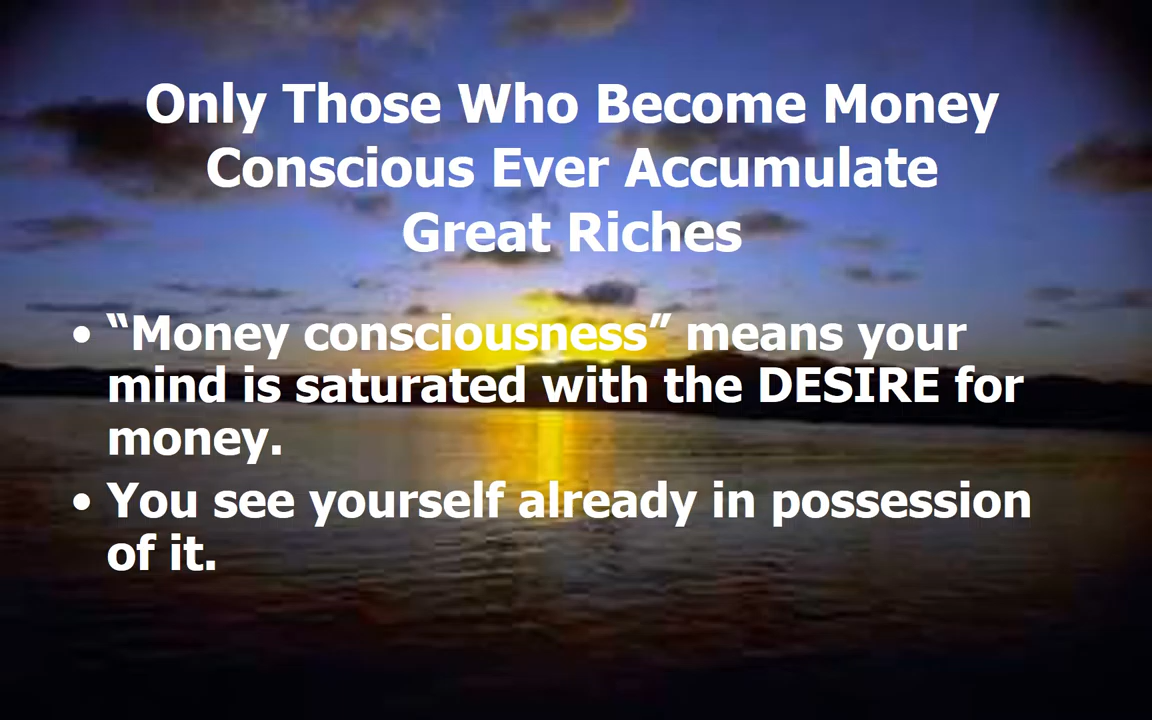 Only Those Who Become Money
Conscious Ever Accumulate
Great Riches
• “Money consciousness” means your
mind is saturated with the DESIRE for
money.
• You see yourself already in possession
of it.